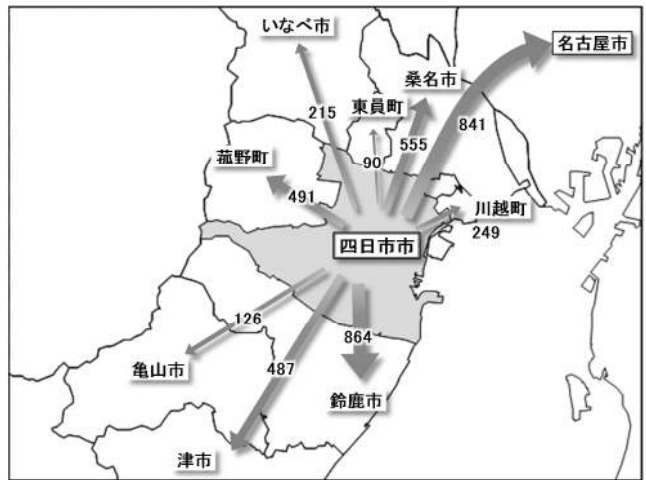 いなべ市
名古屋市
桑名市
東員町
215
841
555
90
菰野町
491
川越町
249
四日市市
126
864
487
亀山市
鈴鹿市
津市